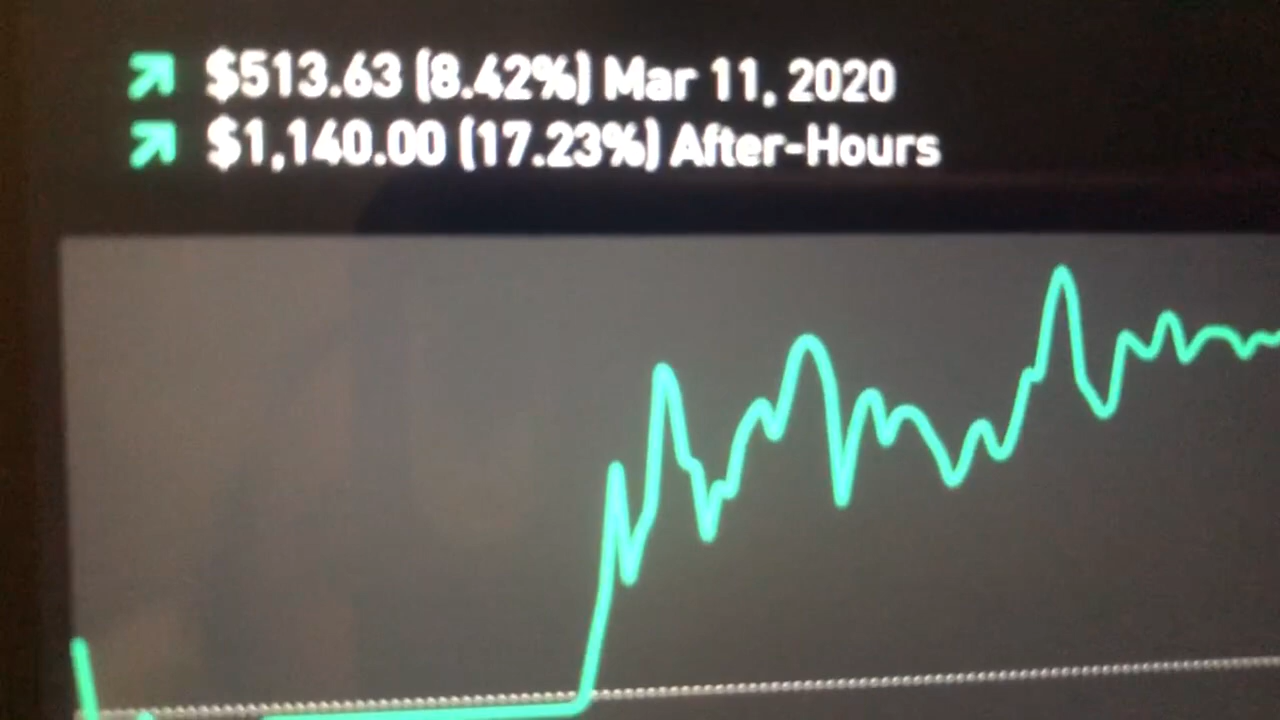 $513.63 (8.42%) Mar 11, 2020
$1,140.00 (17.23%) After-Hours